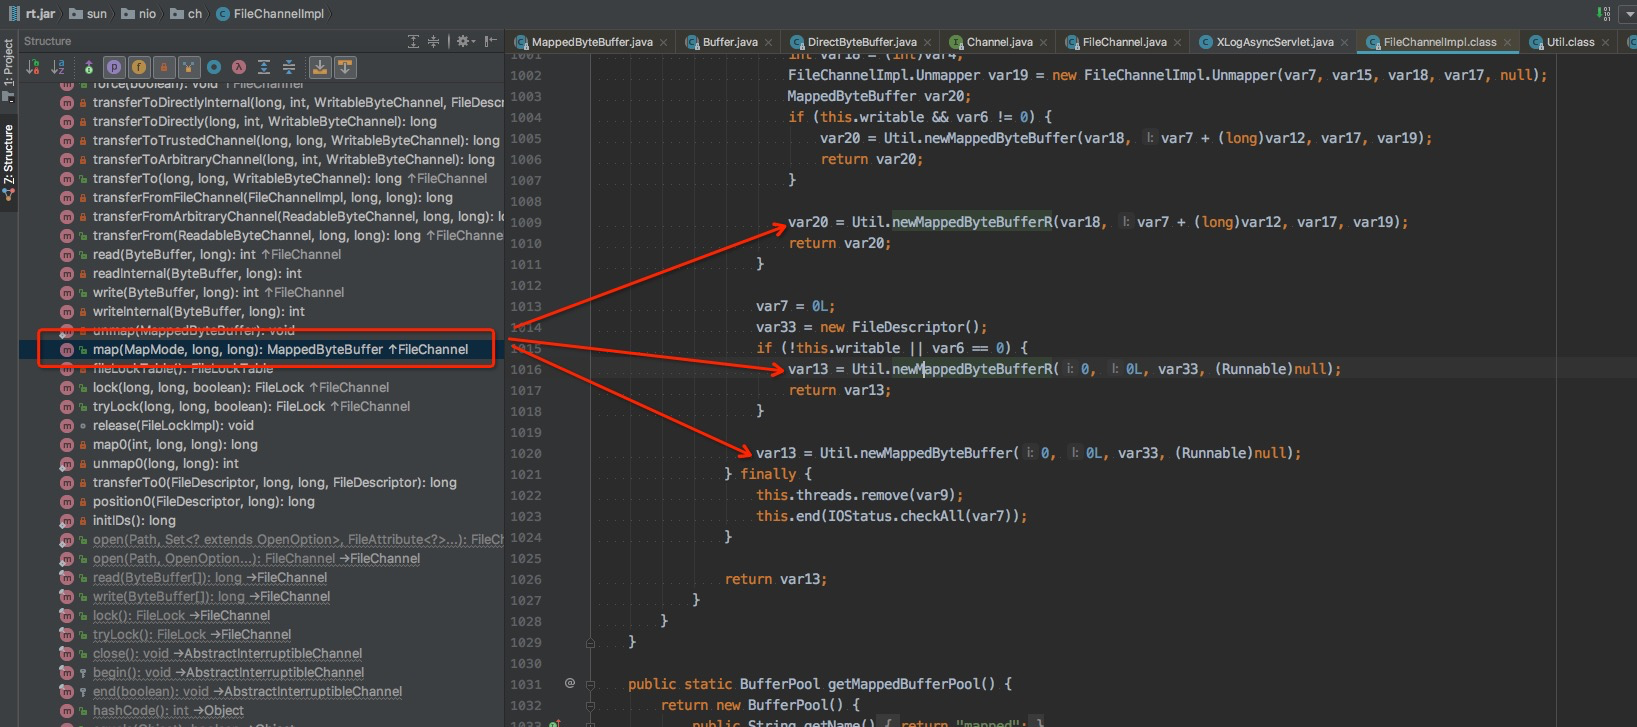 rt.jar sun nio ch FileChannelImpl
1: Project
Z: Structure
Structure
force(boolean): void ↑FileChannel
transferToDirectlyInternal(long, int, WritableByteChannel, FileDescr
transferToDirectly(long, int, WritableByteChannel): long
transferToTrustedChannel(long, long, WritableByteChannel): long
transferToArbitraryChannel(long, int, WritableByteChannel): long
transferTo(long, long, WritableByteChannel): long ↑FileChannel
transferFromFileChannel(FileChannelImpl, long, long): long
transferFromArbitraryChannel(ReadableByteChannel, long, long): lo
transferFrom(ReadableByteChannel, long, long): long ↑FileChanne
read(ByteBuffer, long): int ↑FileChannel
readInternal(ByteBuffer, long): int
write(ByteBuffer, long): int ↑FileChannel
writeInternal(ByteBuffer, long): int
unmap(MappedByteBuffer): void
map(MapMode, long, long): MappedByteBuffer ↑FileChannel
fileLockTable(): FileLockTable
lock(long, long, boolean): FileLock ↑FileChannel
tryLock(long, long, boolean): FileLock ↑FileChannel
release(FileLockImpl): void
map0(int, long, long): long
unmap0(long, long): int
transferTo0(FileDescriptor, long, long, FileDescriptor): long
position0(FileDescriptor, long): long
initIDs(): long
open(Path, Set<? extends OpenOption>, FileAttribute<?>...): FileCh
open(Path, OpenOption...): FileChannel →FileChannel
read(ByteBuffer[]): long →FileChannel
write(ByteBuffer[]): long →FileChannel
lock(): FileLock →FileChannel
tryLock(): FileLock →FileChannel
close(): void →AbstractInterruptibleChannel
begin(): void →AbstractInterruptibleChannel
end(boolean): void →AbstractInterruptibleChannel
hashCode(): int →Object
MappedByteBuffer.java Buffer.java DirectByteBuffer.java Channel.java FileChannel.java XLogAsyncServlet.java FileChannelImpl.class Util.class
1001 int var18 = (int)var4;
1002 FileChannelImpl.Unmapper var19 = new FileChannelImpl.Unmapper(var7, var15, var18, var17, null);
1003 MappedByteBuffer var20;
1004 if (this.writable && var6 != 0) {
1005 var20 = Util.newMappedByteBuffer(var18, l: var7 + (long)var12, var17, var19);
1006 return var20;
1007 }
1008
1009 var20 = Util.newMappedByteBufferR(var18, l: var7 + (long)var12, var17, var19);
1010 return var20;
1011 }
1012
1013 var7 = 0L;
1014 var33 = new FileDescriptor();
1015 if (!this.writable || var6 == 0) {
1016 var13 = Util.newMappedByteBufferR( i: 0, l: 0L, var33, (Runnable)null);
1017 return var13;
1018 }
1019
1020 var13 = Util.newMappedByteBuffer( i: 0, l: 0L, var33, (Runnable)null);
1021 } finally {
1022 this.threads.remove(var9);
1023 this.end(IOStatus.checkAll(var7));
1024 }
1025
1026 return var13;
1027 }
1028 }
1029 }
1030
1031 @ public static BufferPool getMappedBufferPool() {
1032 return new BufferPool() {
1033 public String getName() { return "mapped"; }